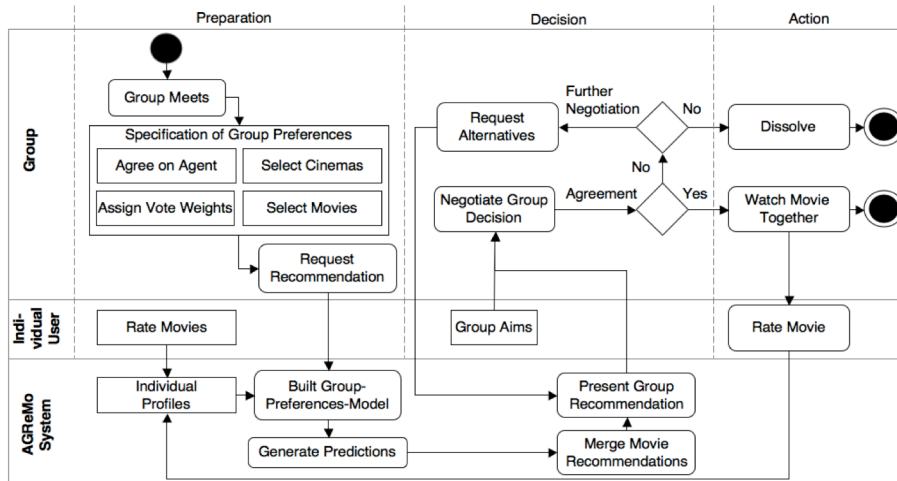 Preparation
Decision
Action
Group
Group Meets
Specification of Group Preferences
Agree on Agent
Select Cinemas
Assign Vote Weights
Select Movies
Request
Recommendation
Request
Alternatives
Further
Negotiation
No
Dissolve
No
Negotiate Group
Decision
Agreement
Yes
Watch Movie
Together
Indi-
vidual
User
Rate Movies
Group Aims
Rate Movie
AGReMo
System
Individual
Profiles
Built Group-
Preferences-Model
Present Group
Recommendation
Generate Predictions
Merge Movie
Recommendations